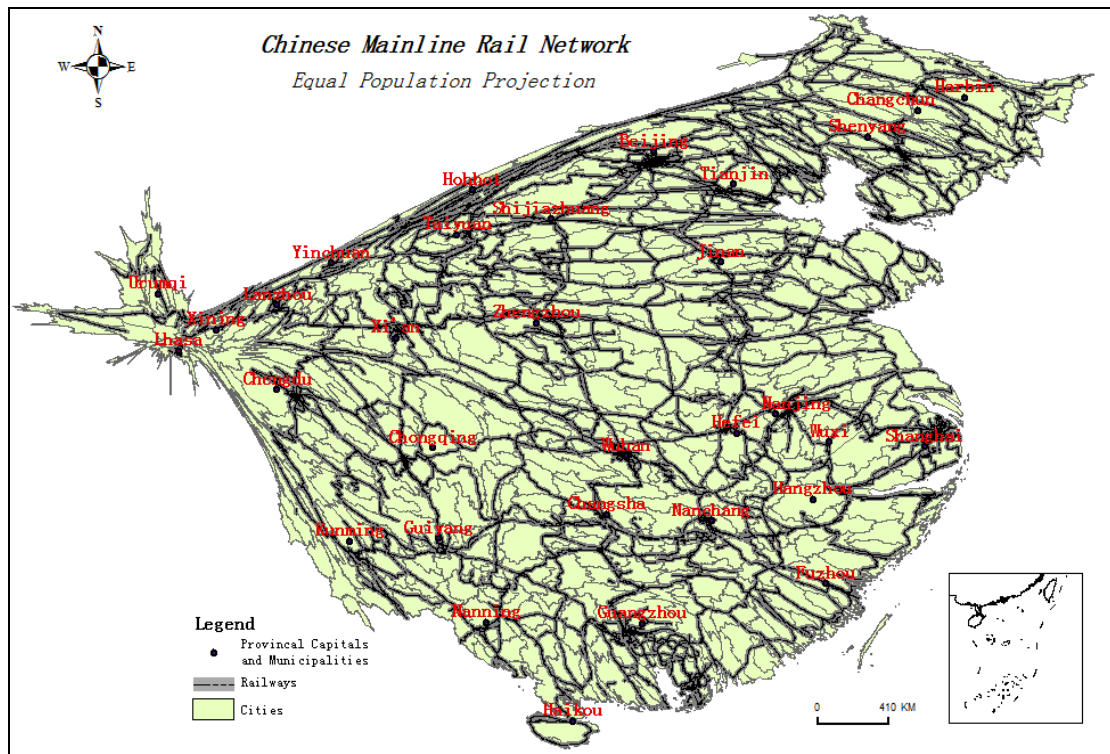 Chinese Mainline Rail Network
Equal Population Projection
N
W
E
S
Harbin
Changchun
Shenyang
Beijing
Tianjin
Hohhot
Shijiazhuang
Taiyuan
Yinchuan
Jinan
Urumqi
Lanzhou
Xining
Zhengzhou
Xi'an
Lhasa
Chengdu
Nanjing
Hefei
Wuxi
Shanghai
Chongqing
Wuhan
Hangzhou
Changsha
Nanchang
Kunming
Guiyang
Fuzhou
Nanning
Guangzhou
Haikou
Legend
Provincal Capitals
and Municipalities
Railways
Cities
0 410 KM